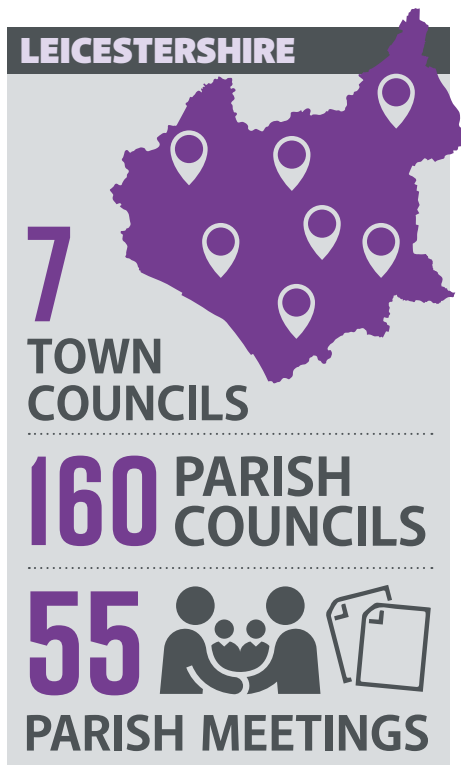 LEICESTERSHIRE
7
TOWN
COUNCILS
160 PARISH
COUNCILS
55
PARISH MEETINGS